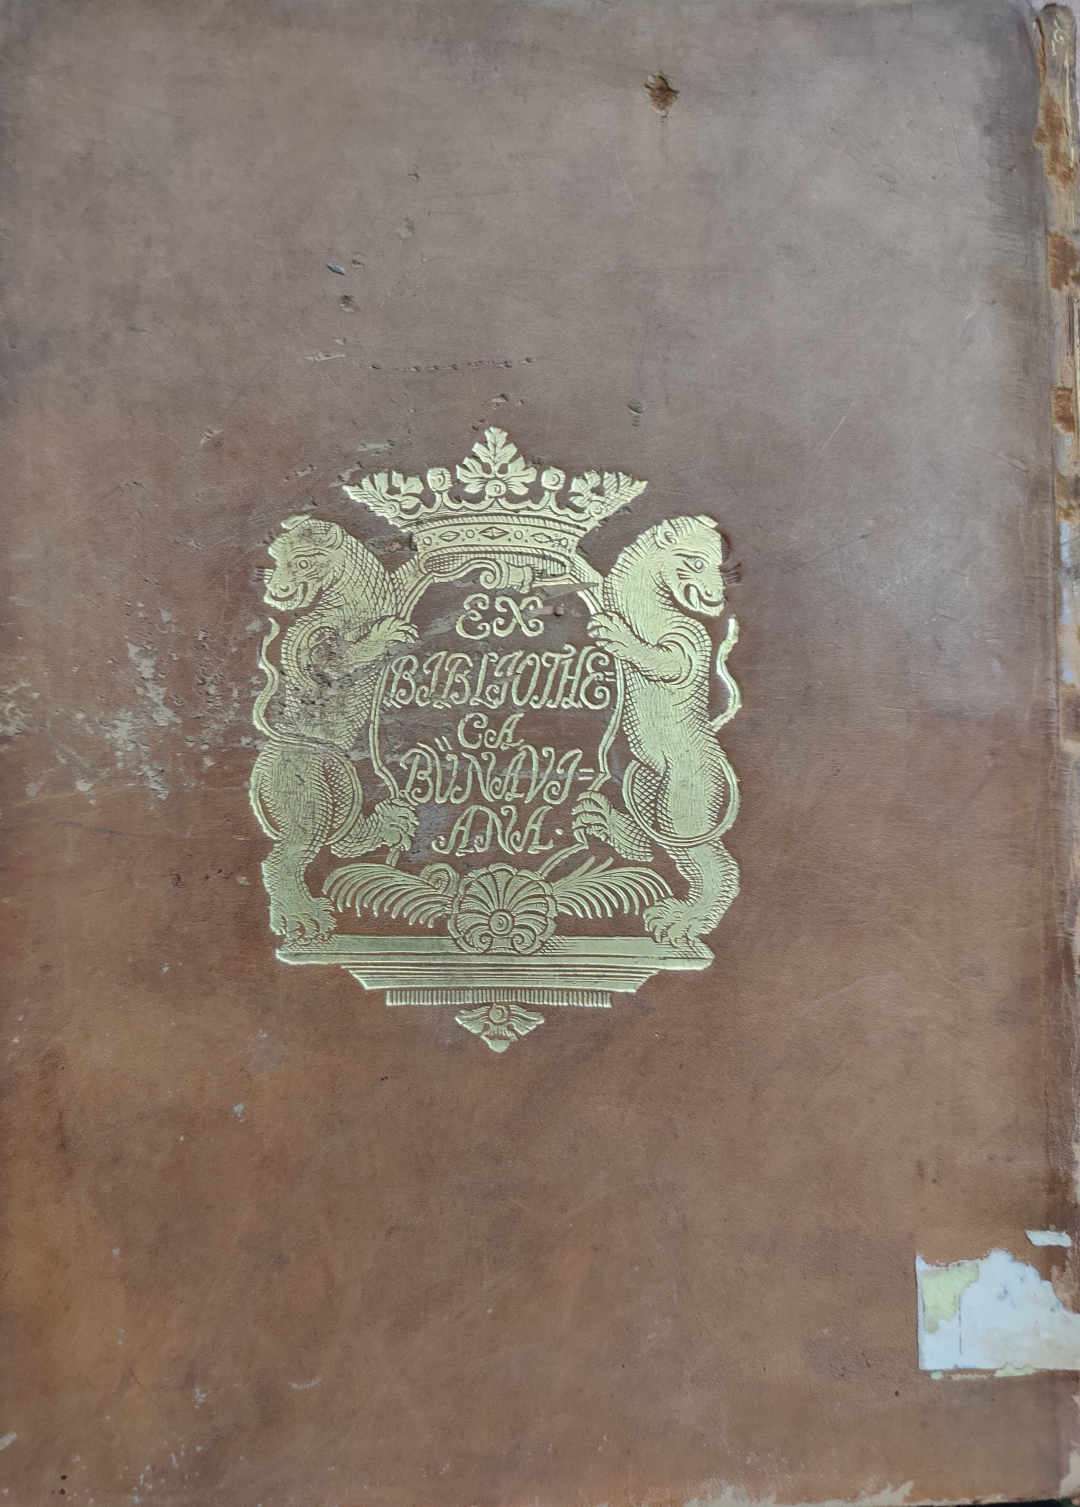 EX
BIBLIOTHE=
CA
BÜNAVI=
ANA.